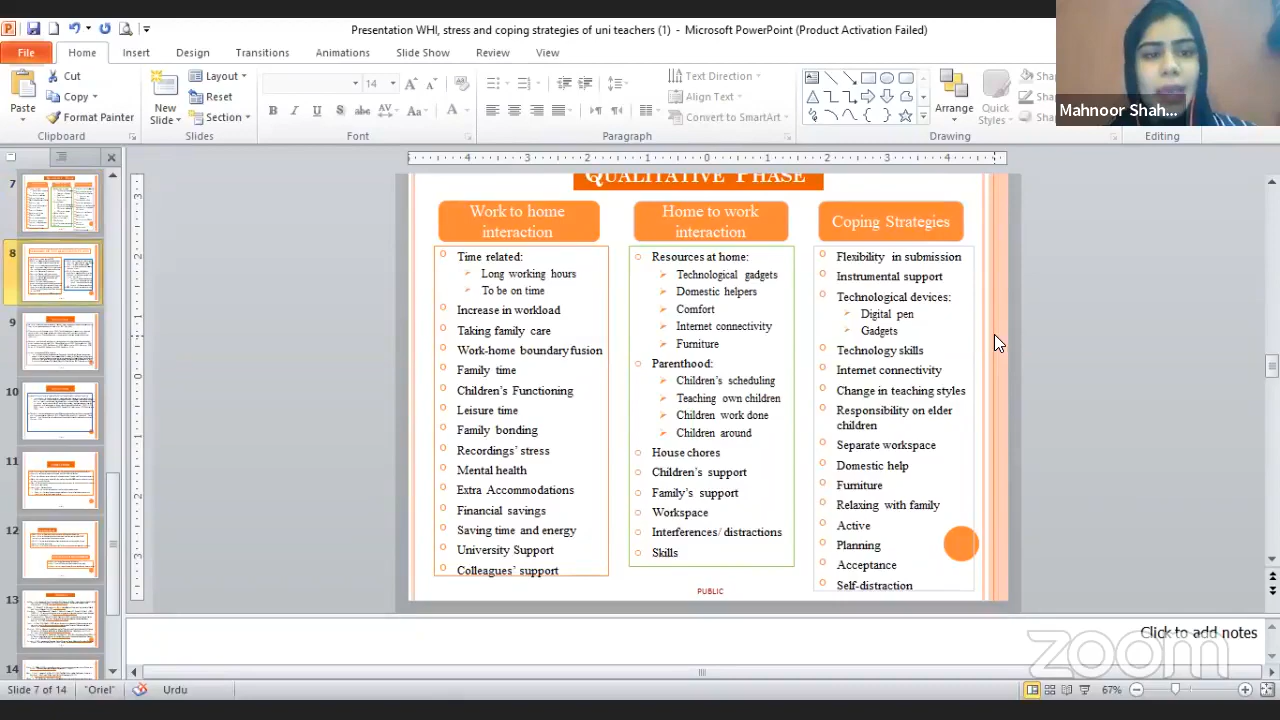 Presentation WHI, stress and coping strategies of uni teachers (1) - Microsoft PowerPoint (Product Activation Failed)
File Home Insert Design Transitions Animations Slide Show Review View
Paste
Cut
Copy
Format Painter
Clipboard
New Slide
Layout
Reset
Section
Slides
14
Font
Text Direction
Align Text
Convert to SmartArt
Paragraph
Arrange
Quick Styles
Drawing
Editing
Mahnoor Shah...
7
8
9
10
11
12
13
14
QUALITATIVE PHASE
Work to home interaction
Time related:
Long working hours
To be on time
Increase in workload
Taking family care
Work-home boundary fusion
Family time
Children's Functioning
Leisure time
Family bonding
Recordings' stress
Mental health
Extra Accommodations
Financial savings
Saving time and energy
University Support
Colleagues' support
Home to work interaction
Resources at home:
Technological gadgets
Domestic helpers
Comfort
Internet connectivity
Furniture
Parenthood:
Children's scheduling
Teaching own children
Children work done
Children around
House chores
Children's support
Family's support
Workspace
Interferences/ distractions
Skills
Coping Strategies
Flexibility in submission
Instrumental support
Technological devices:
Digital pen
Gadgets
Technology skills
Internet connectivity
Change in teaching styles
Responsibility on elder
children
Separate workspace
Domestic help
Furniture
Relaxing with family
Active
Planning
Acceptance
Self-distraction
PUBLIC
Click to add notes
zoom
Slide 7 of 14 "Oriel" Urdu 67%